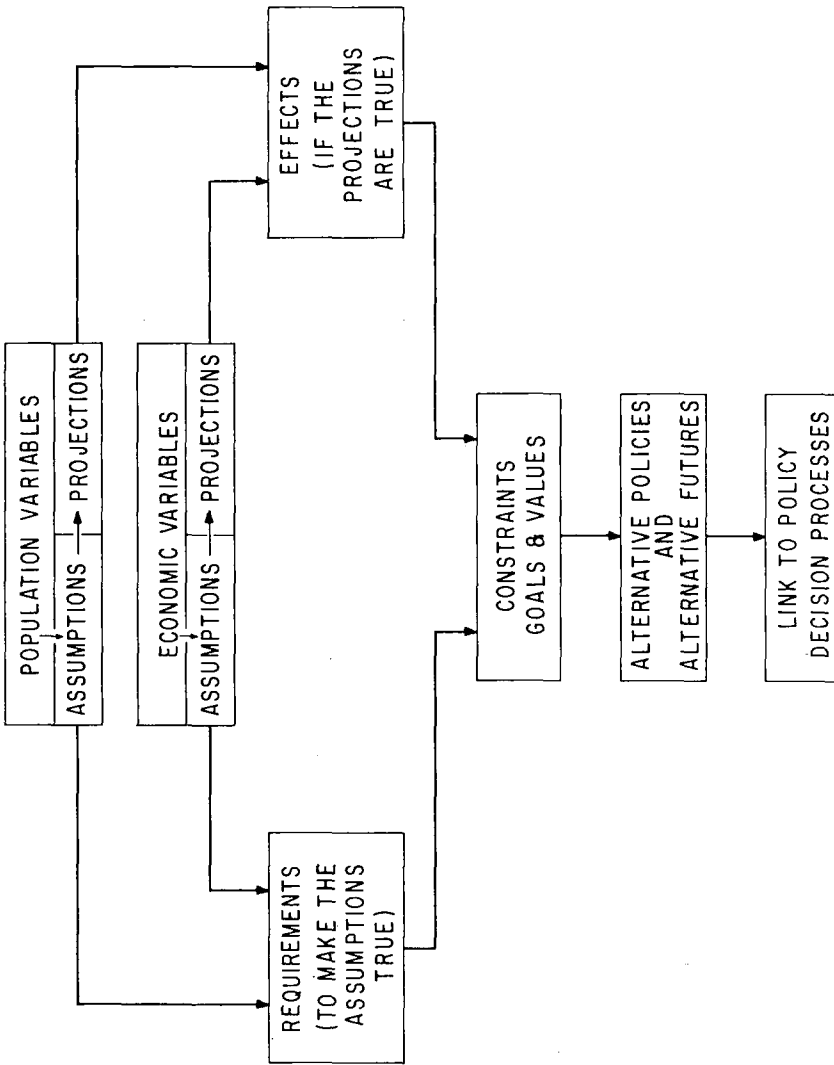 POPULATION VARIABLES
ASSUMPTIONS
PROJECTIONS
ECONOMIC VARIABLES
ASSUMPTIONS
PROJECTIONS
REQUIREMENTS
(TO MAKE THE
ASSUMPTIONS
TRUE)
EFFECTS
(IF THE
PROJECTIONS
ARE TRUE)
CONSTRAINTS
GOALS & VALUES
ALTERNATIVE POLICIES
AND
ALTERNATIVE FUTURES
LINK TO POLICY
DECISION PROCESSES